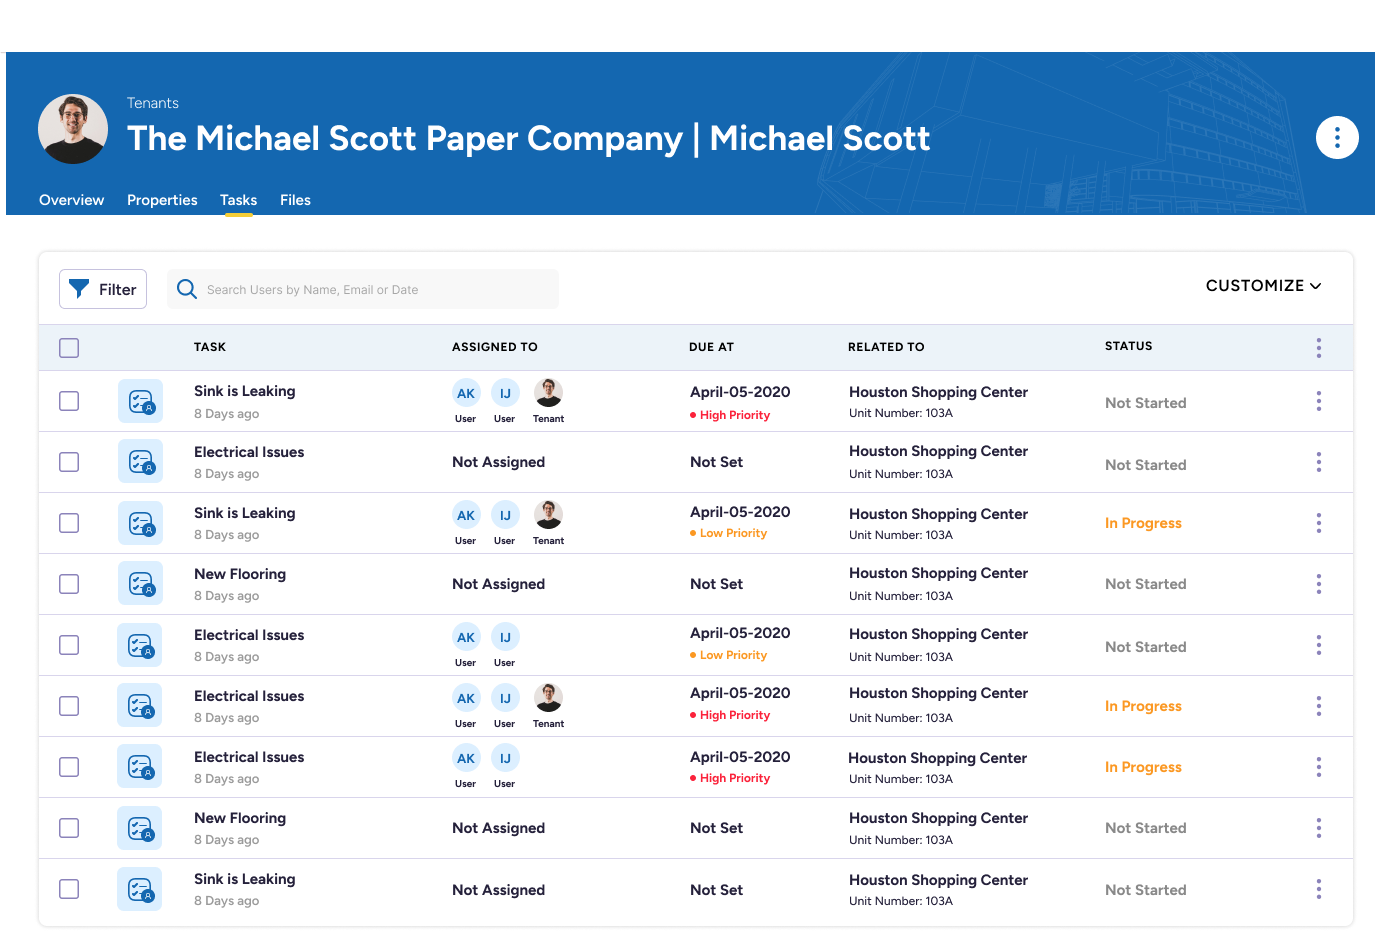 Tenants
The Michael Scott Paper Company | Michael Scott
Overview Properties Tasks Files
Filter Search Users by Name, Email or Date CUSTOMIZE
TASK ASSIGNED TO DUE AT RELATED TO STATUS
Sink is Leaking AK IJ April-05-2020 Houston Shopping Center Not Started
8 Days ago User User Tenant High Priority Unit Number: 103A
Electrical Issues Not Assigned Not Set Houston Shopping Center Not Started
8 Days ago Unit Number: 103A
Sink is Leaking AK IJ April-05-2020 Houston Shopping Center In Progress
8 Days ago User User Tenant Low Priority Unit Number: 103A
New Flooring Not Assigned Not Set Houston Shopping Center Not Started
8 Days ago Unit Number: 103A
Electrical Issues AK IJ April-05-2020 Houston Shopping Center Not Started
8 Days ago User User Low Priority Unit Number: 103A
Electrical Issues AK IJ April-05-2020 Houston Shopping Center In Progress
8 Days ago User User Tenant High Priority Unit Number: 103A
Electrical Issues AK IJ April-05-2020 Houston Shopping Center In Progress
8 Days ago User User High Priority Unit Number: 103A
New Flooring Not Assigned Not Set Houston Shopping Center Not Started
8 Days ago Unit Number: 103A
Sink is Leaking Not Assigned Not Set Houston Shopping Center Not Started
8 Days ago Unit Number: 103A